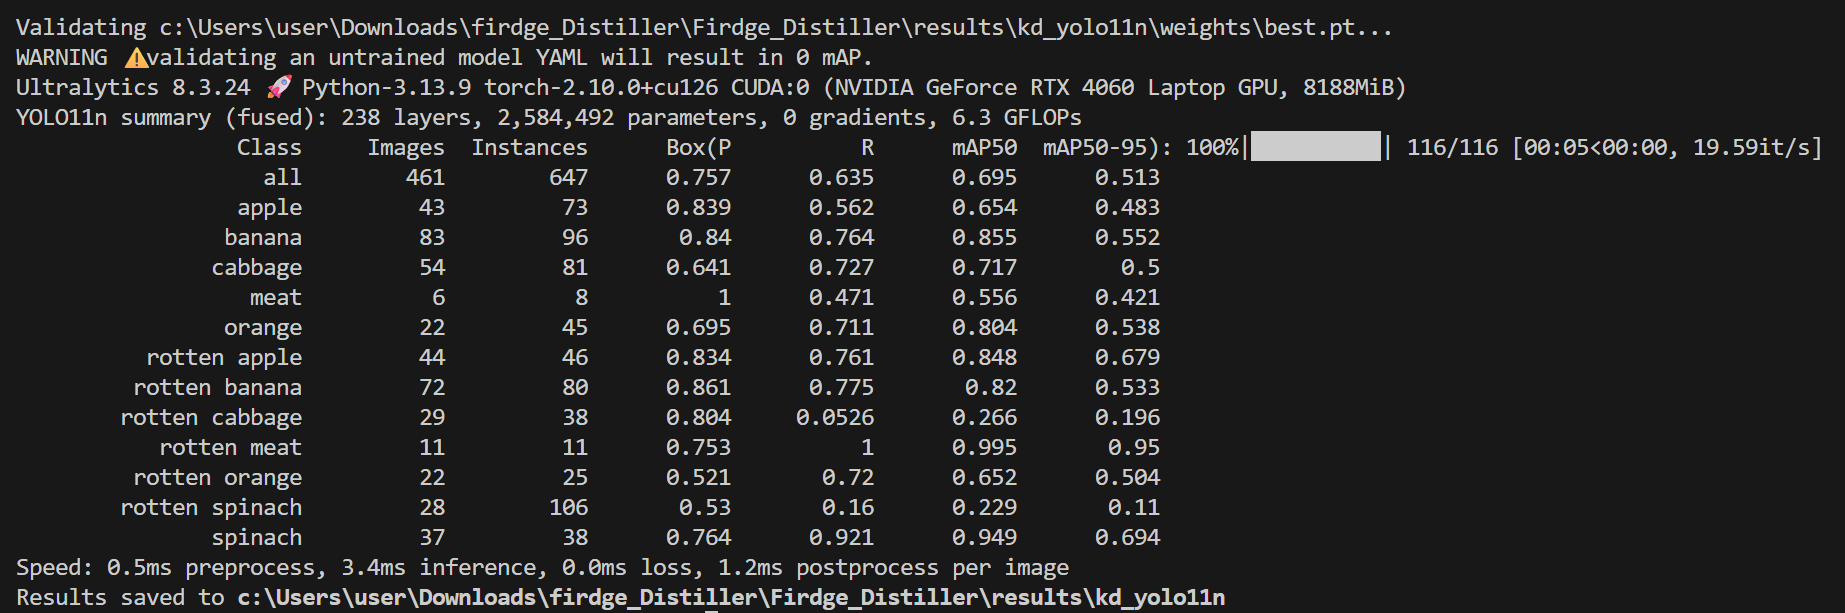 Validating c:\Users\user\Downloads\firdge_Distiller\Firdge_Distiller\results\kd_yolo11n\weights\best.pt...
WARNING ⚠️validating an untrained model YAML will result in 0 mAP.
Ultralytics 8.3.24 🚀 Python-3.13.9 torch-2.10.0+cu126 CUDA:0 (NVIDIA GeForce RTX 4060 Laptop GPU, 8188MiB)
YOLO11n summary (fused): 238 layers, 2,584,492 parameters, 0 gradients, 6.3 GFLOPs
Class Images Instances Box(P R mAP50 mAP50-95): 100%|██████████| 116/116 [00:05<00:00, 19.59it/s]
all 461 647 0.757 0.635 0.695 0.513
apple 43 73 0.839 0.562 0.654 0.483
banana 83 96 0.84 0.764 0.855 0.552
cabbage 54 81 0.641 0.727 0.717 0.5
meat 6 8 1 0.471 0.556 0.421
orange 22 45 0.695 0.711 0.804 0.538
rotten apple 44 46 0.834 0.761 0.848 0.679
rotten banana 72 80 0.861 0.775 0.82 0.533
rotten cabbage 29 38 0.804 0.0526 0.266 0.196
rotten meat 11 11 0.753 1 0.995 0.95
rotten orange 22 25 0.521 0.72 0.652 0.504
rotten spinach 28 106 0.53 0.16 0.229 0.11
spinach 37 38 0.764 0.921 0.949 0.694
Speed: 0.5ms preprocess, 3.4ms inference, 0.0ms loss, 1.2ms postprocess per image
Results saved to c:\Users\user\Downloads\firdge_Distiller\Firdge_Distiller\results\kd_yolo11n